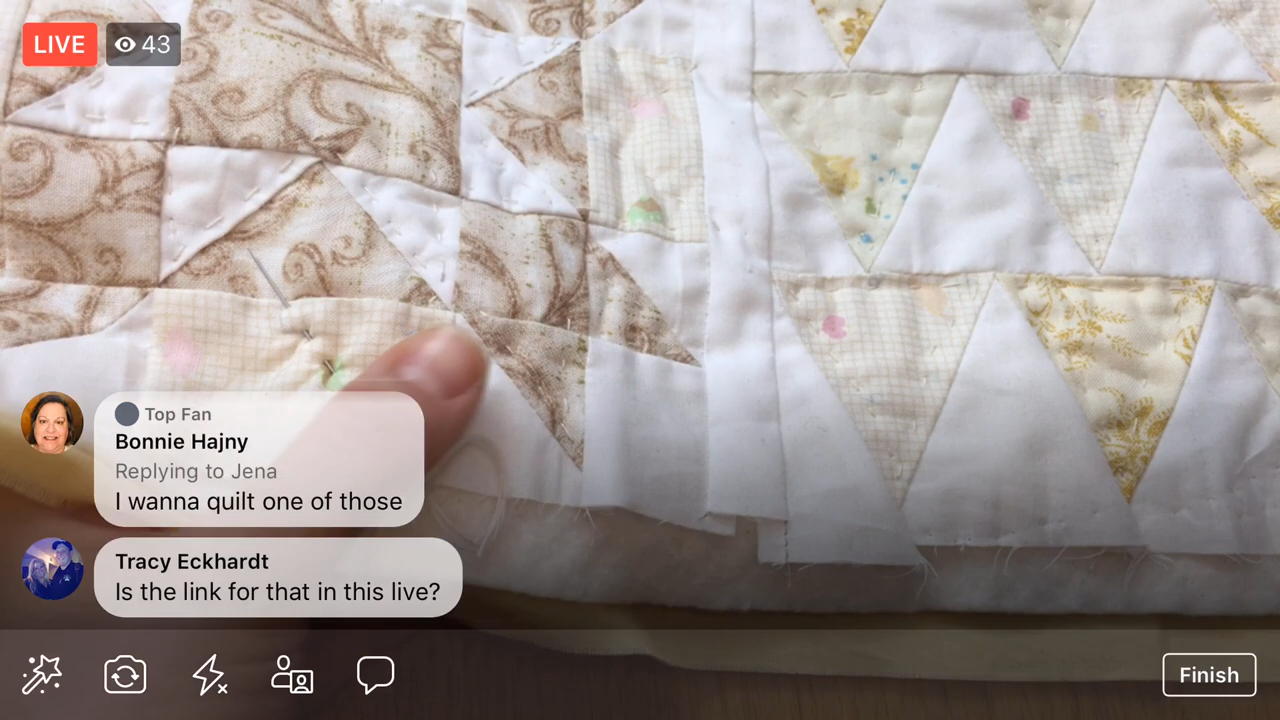 LIVE 43
Top Fan
Bonnie Hajny
Replying to Jena
I wanna quilt one of those
Tracy Eckhardt
Is the link for that in this live?
Finish